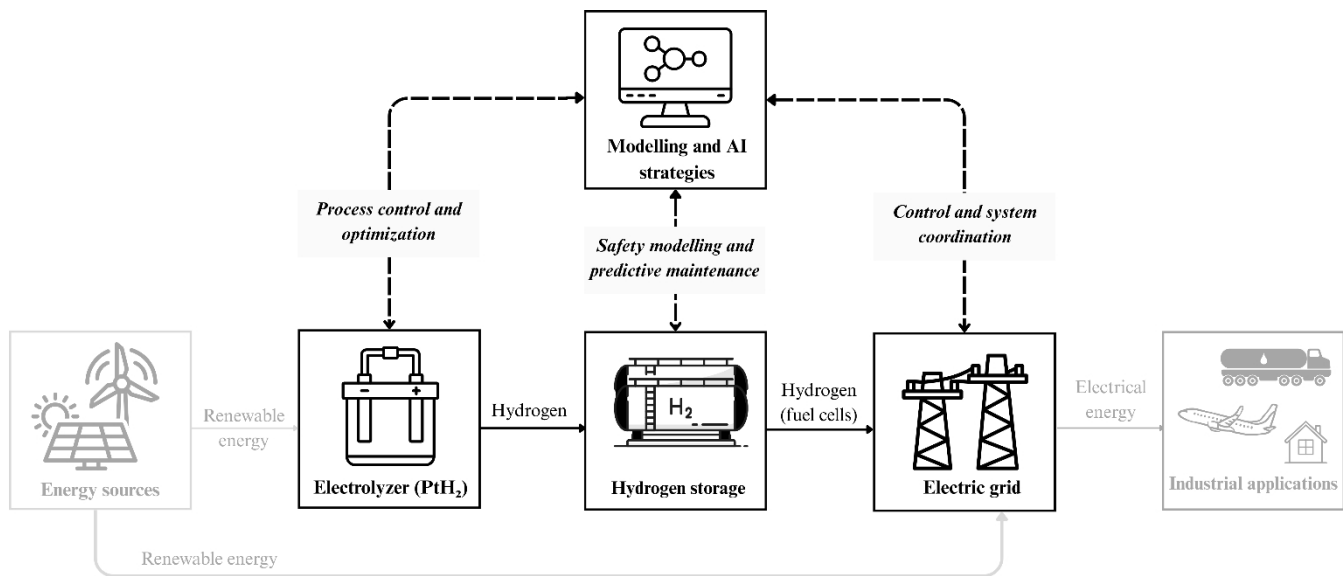 Modelling and AI
strategies
Process control and
optimization
Safety modelling and
predictive maintenance
Control and system
coordination
Renewable
energy
Hydrogen
H2
Hydrogen
(fuel cells)
Electrical
energy
Energy sources
Electrolyzer (PtH₂)
Hydrogen storage
Electric grid
Industrial applications
Renewable energy